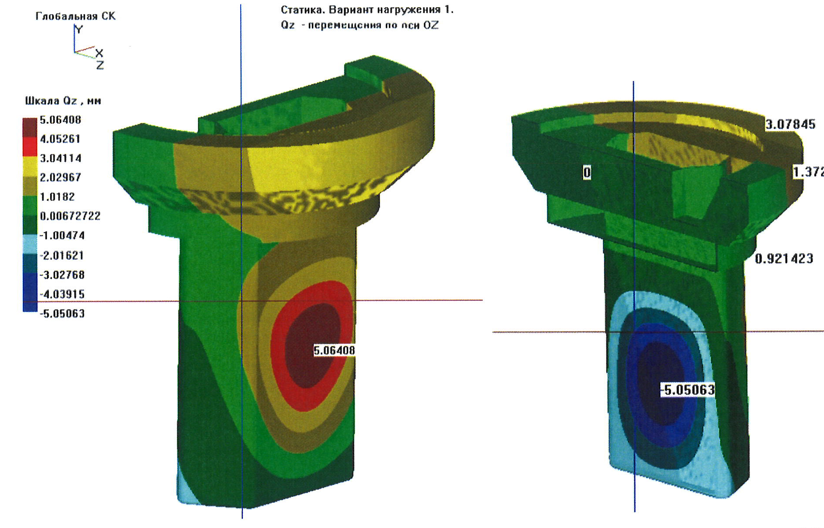 Глобальная СК
Y
X
Z
Статика. Вариант нагружения 1.
Qz - перемещения по оси OZ
Шкала Qz , мм
5.06408
4.05261
3.04114
2.02967
1.0182
0.00672722
-1.00474
-2.01621
-3.02768
-4.03915
-5.05063
5.06408
3.07845
0
1.372
0.921423
-5.05063